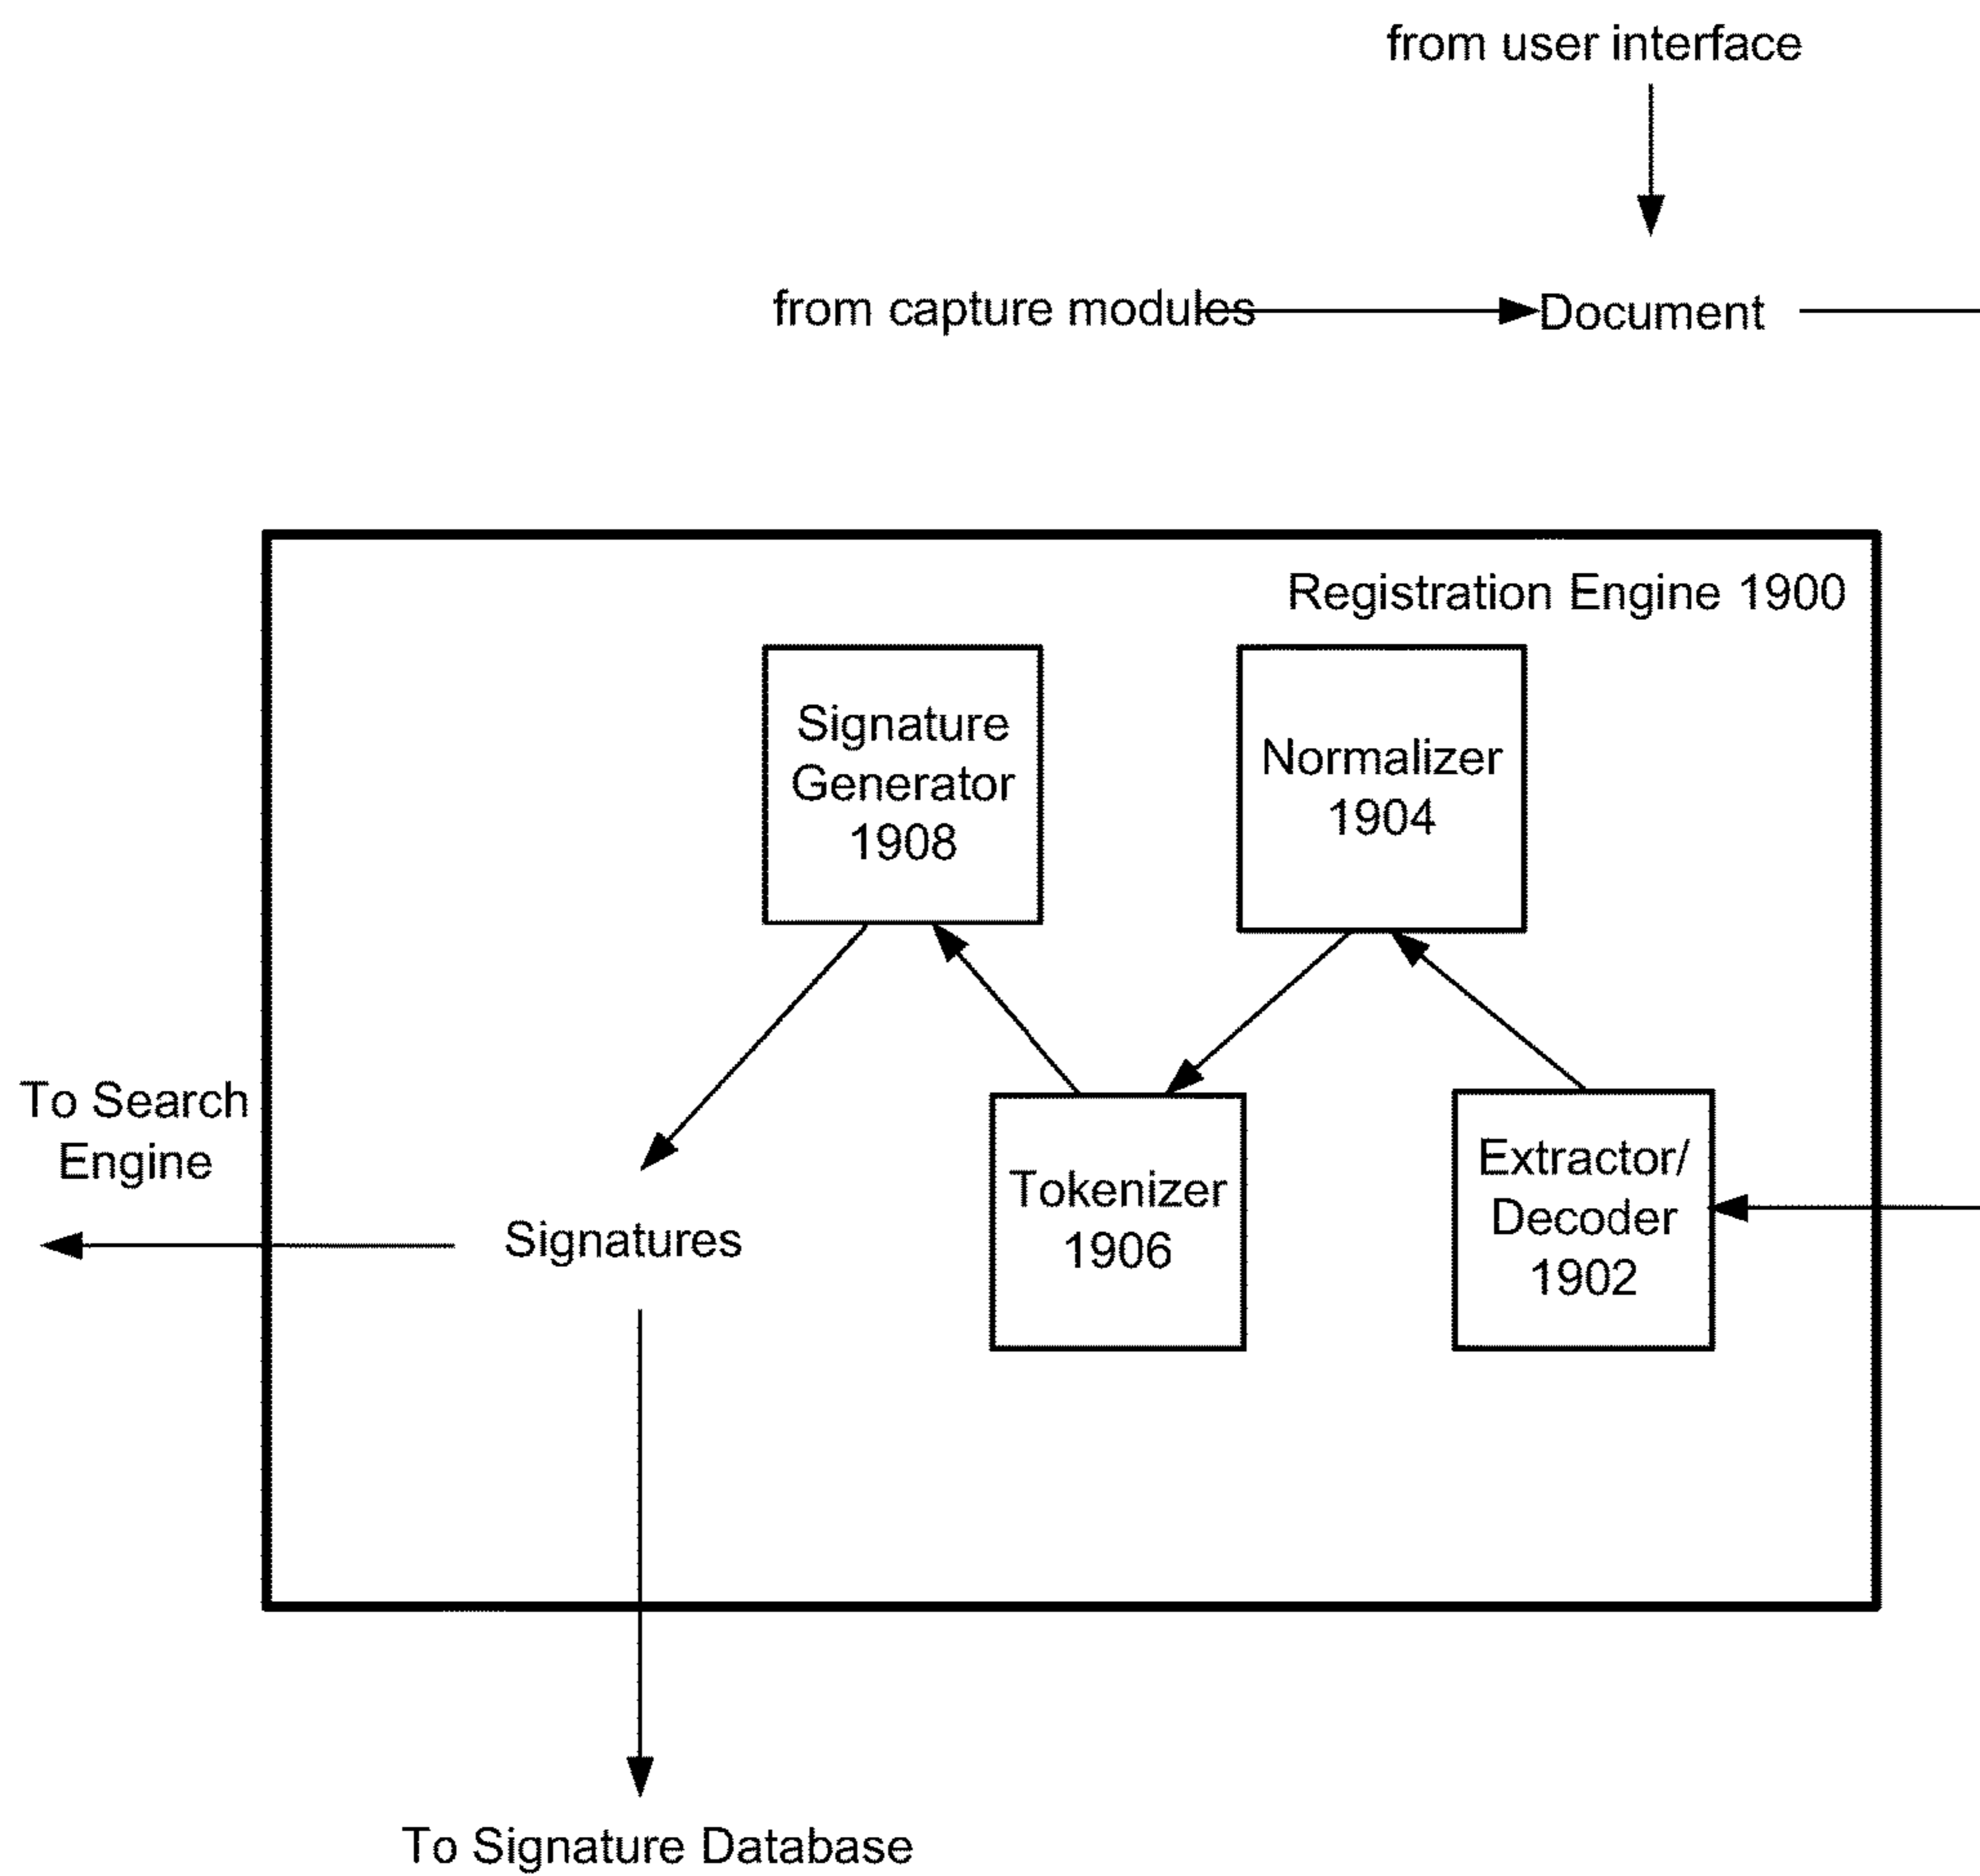 from user interface
from capture modules
Document
Registration Engine 1900
Signature
Generator
1908
Normalizer
1904
To Search
Engine
Signatures
Tokenizer
1906
Extractor/
Decoder
1902
To Signature Database